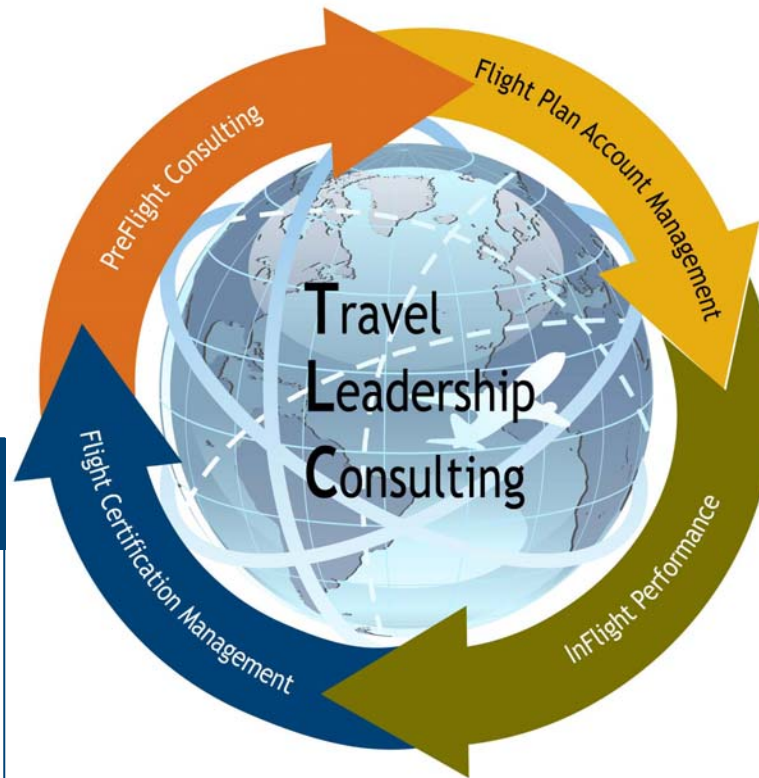 PreFlight Consulting
Flight Plan Account Management
Travel
Leadership
Consulting
InFlight Performance
Flight Certification Management